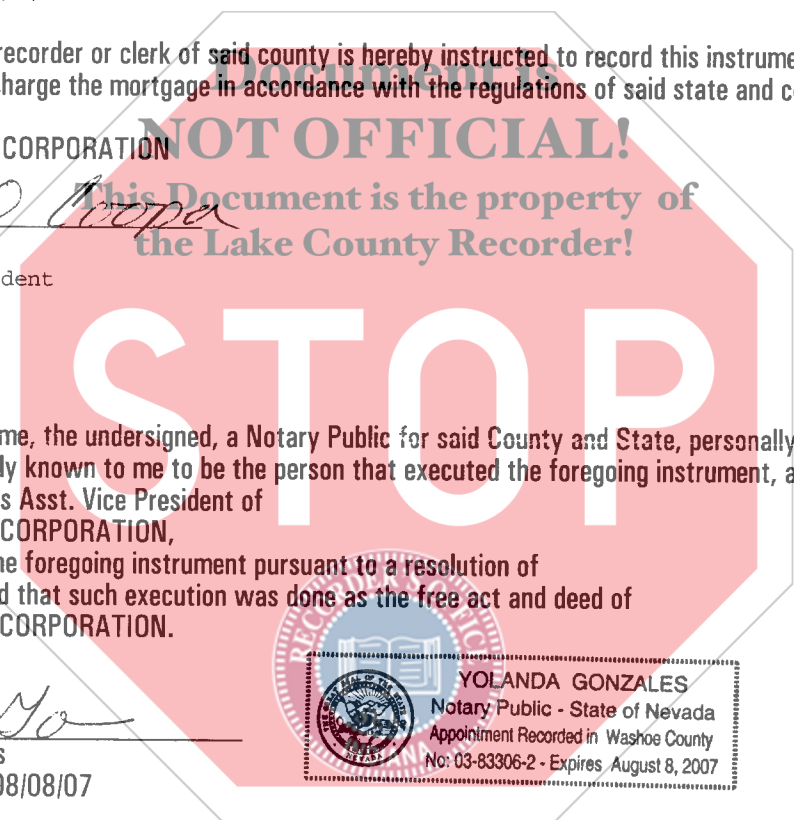 recorder or clerk of said county is hereby instructed to record this instrume
harge the mortgage in accordance with the regulations of said state and c
Document is
NOT OFFICIAL!
This Document is the property of
the Lake County Recorder!
CORPORATION
Coopa
dent
STOP
me, the undersigned, a Notary Public for said County and State, personally
ly known to me to be the person that executed the foregoing instrument, a
s Asst. Vice President of
CORPORATION,
he foregoing instrument pursuant to a resolution of
d that such execution was done as the free act and deed of
CORPORATION.
RECORDER'S OFFICE
YOLANDA GONZALES
Notary Public - State of Nevada
Appointment Recorded in Washoe County
No: 03-83306-2 - Expires August 8, 2007
NEVADA
Go
s
08/08/07